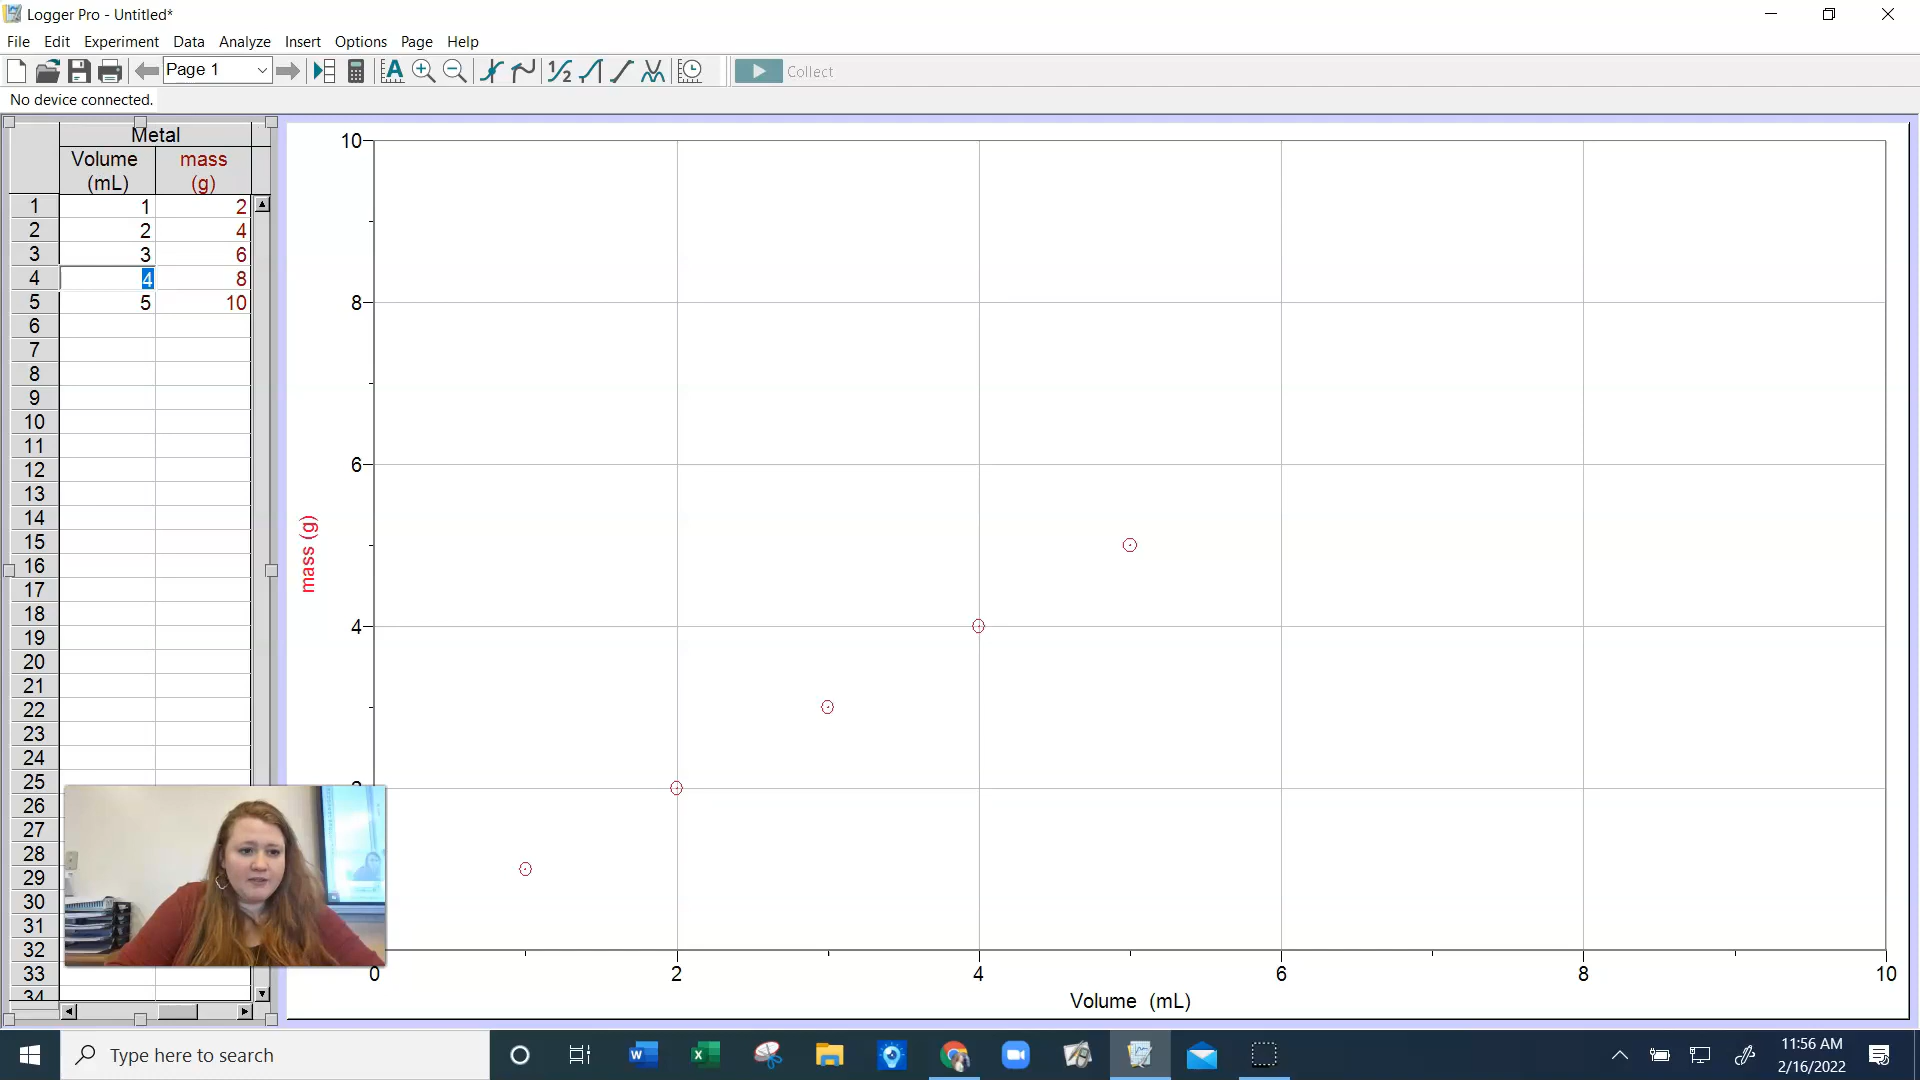 Logger Pro - Untitled*
File Edit Experiment Data Analyze Insert Options Page Help
Page 1 Collect
No device connected.
Metal
Volume mass
(mL) (g)
1 1 2
2 2 4
3 3 6
4 4 8
5 5 10
6
7
8
9
10
11
12
13
14
15
16
17
18
19
20
21
22
23
24
25
26
27
28
29
30
31
32
33
34
10
8
6
4
mass (g)
0 2 4 6 8 10
Volume (mL)
Type here to search
11:56 AM
2/16/2022